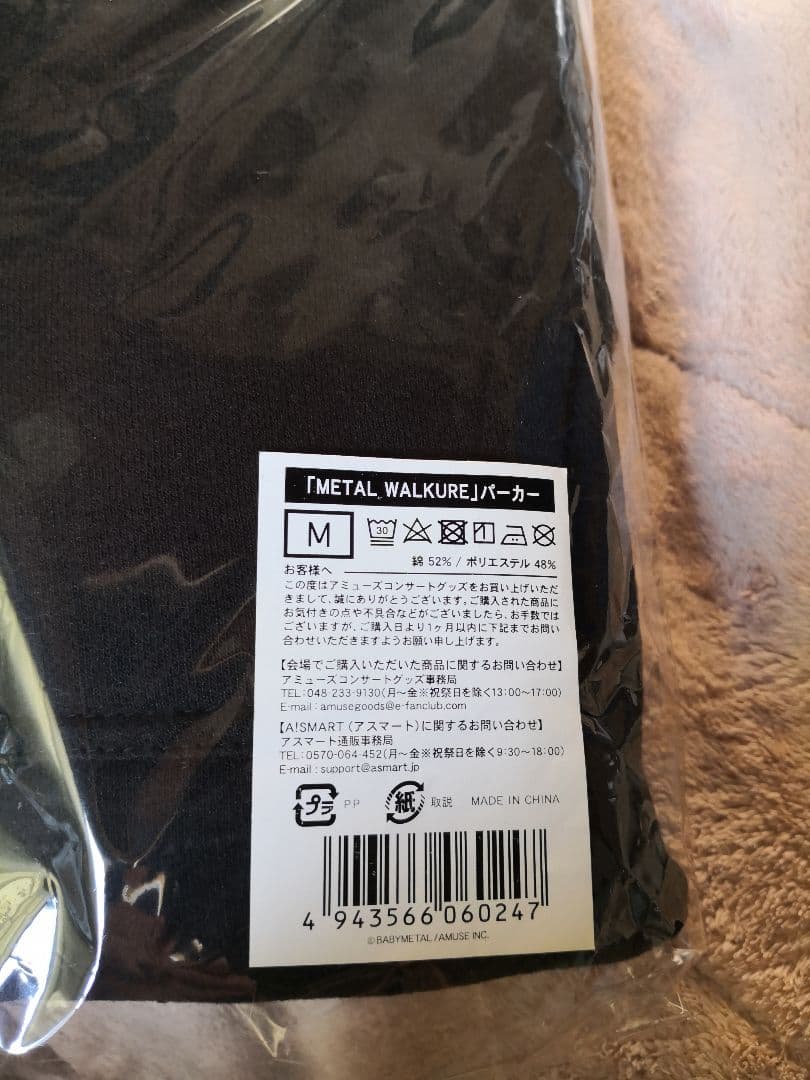 「METAL WALKURE」パーカー
M
30
綿 52% / ポリエステル 48%
お客様へ
この度はアミューズコンサートグッズをお買い上げいただ
きまして、誠にありがとうございます。ご購入された商品に
お気付きの点や不具合などがございましたら、お手数では
ございますが、ご購入日より1ヶ月以内に下記までお問い
合わせいただきますようお願い申し上げます。
【会場でご購入いただいた商品に関するお問い合わせ】
アミューズコンサートグッズ事務局
TEL:048-233-9130(月~金※祝祭日を除く13:00~17:00)
E-mail : amusegoods@e-fanclub.com
【A!SMART(アスマート)に関するお問い合わせ】
アスマート通販事務局
TEL:0570-064-452(月~金※祝祭日を除く9:30~18:00)
E-mail : support@asmart.jp
プラ PP 紙 取説 MADE IN CHINA
4 943566 060247
©BABYMETAL/AMUSE INC.